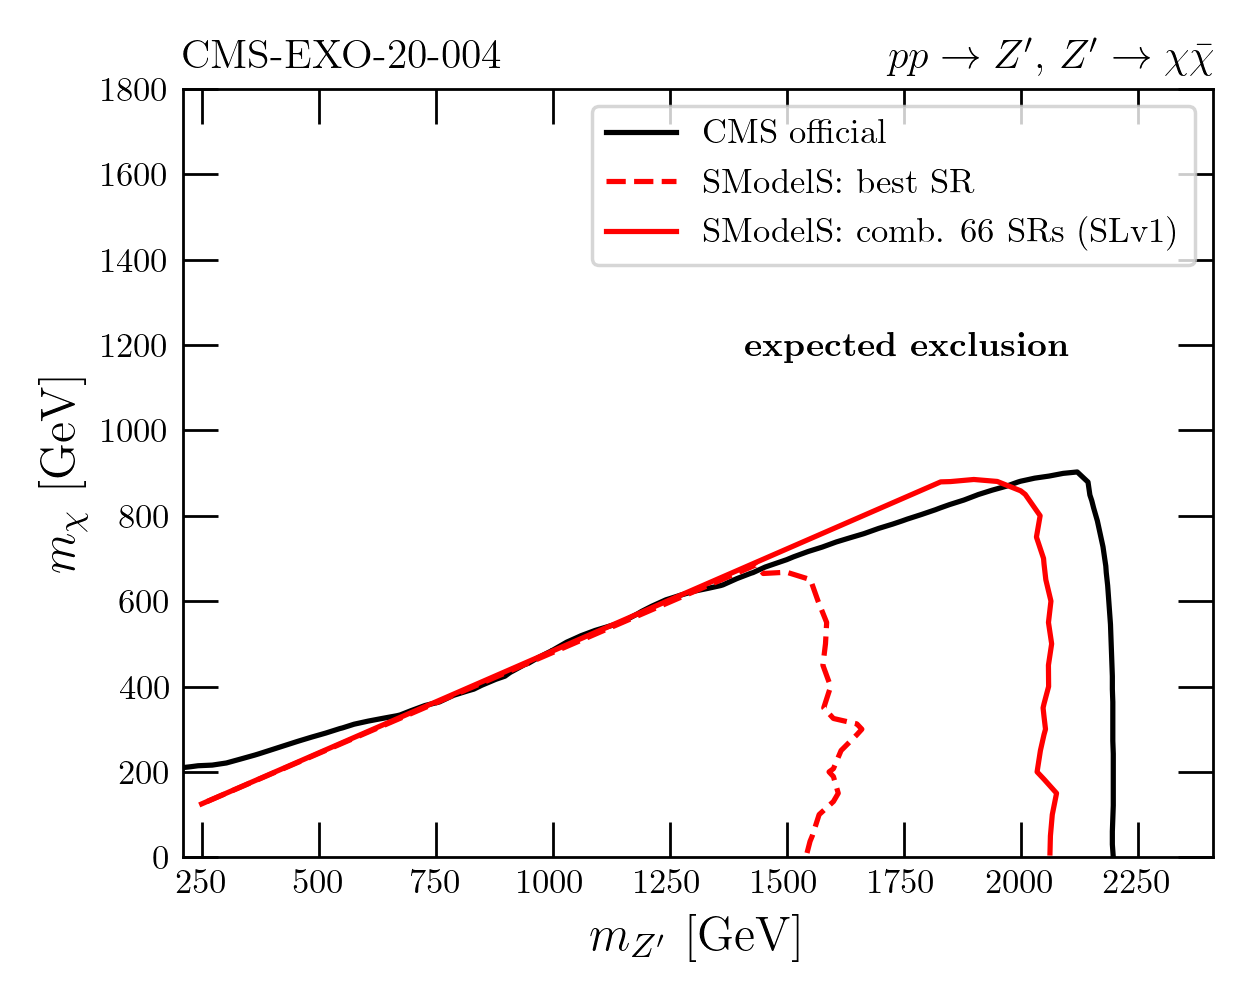 CMS-EXO-20-004
pp → Z′, Z′ → χχ̄
CMS official
SModelS: best SR
SModelS: comb. 66 SRs (SLv1)
expected exclusion
1800
1600
1400
1200
1000
800
600
400
200
0
mχ [GeV]
250 500 750 1000 1250 1500 1750 2000 2250
mZ′ [GeV]